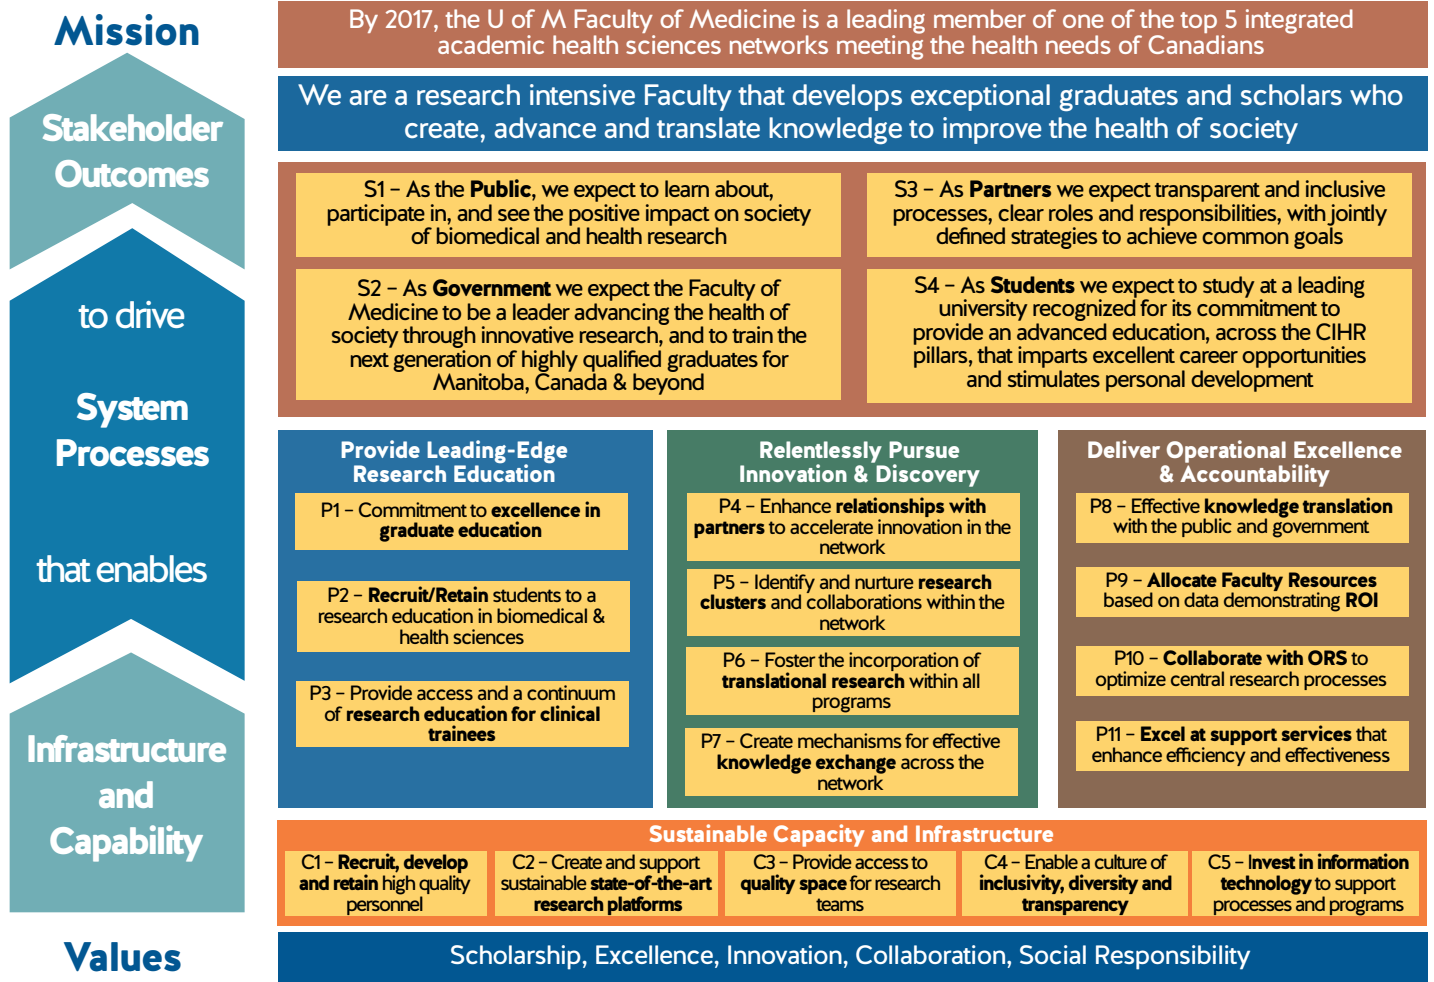 Mission
By 2017, the U of M Faculty of Medicine is a leading member of one of the top 5 integrated
academic health sciences networks meeting the health needs of Canadians
We are a research intensive Faculty that develops exceptional graduates and scholars who
create, advance and translate knowledge to improve the health of society
Stakeholder
Outcomes
S1 – As the Public, we expect to learn about,
participate in, and see the positive impact on society
of biomedical and health research
S3 – As Partners we expect transparent and inclusive
processes, clear roles and responsibilities, with jointly
defined strategies to achieve common goals
S2 – As Government we expect the Faculty of
Medicine to be a leader advancing the health of
society through innovative research, and to train the
next generation of highly qualified graduates for
Manitoba, Canada & beyond
S4 – As Students we expect to study at a leading
university recognized for its commitment to
provide an advanced education, across the CIHR
pillars, that imparts excellent career opportunities
and stimulates personal development
to drive
System
Processes
that enables
Provide Leading-Edge
Research Education
P1 – Commitment to excellence in
graduate education
P2 – Recruit/Retain students to a
research education in biomedical &
health sciences
P3 – Provide access and a continuum
of research education for clinical
trainees
Relentlessly Pursue
Innovation & Discovery
P4 – Enhance relationships with
partners to accelerate innovation in the
network
P5 – Identify and nurture research
clusters and collaborations within the
network
P6 – Foster the incorporation of
translational research within all
programs
P7 – Create mechanisms for effective
knowledge exchange across the
network
Deliver Operational Excellence
& Accountability
P8 – Effective knowledge translation
with the public and government
P9 – Allocate Faculty Resources
based on data demonstrating ROI
P10 – Collaborate with ORS to
optimize central research processes
P11 – Excel at support services that
enhance efficiency and effectiveness
Infrastructure
and
Capability
Sustainable Capacity and Infrastructure
C1 – Recruit, develop
and retain high quality
personnel
C2 – Create and support
sustainable state-of-the-art
research platforms
C3 – Provide access to
quality space for research
teams
C4 – Enable a culture of
inclusivity, diversity and
transparency
C5 – Invest in information
technology to support
processes and programs
Values
Scholarship, Excellence, Innovation, Collaboration, Social Responsibility